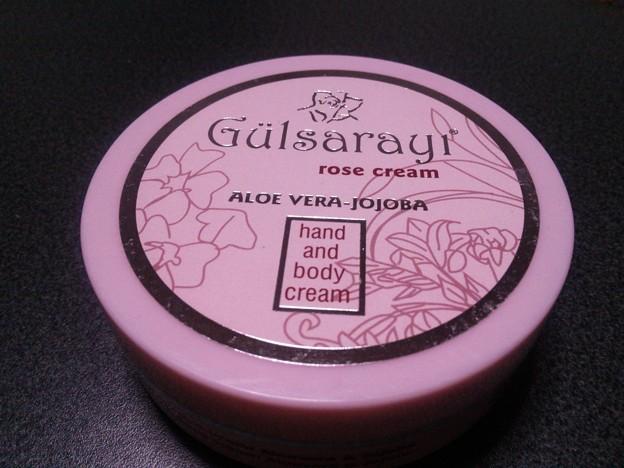 Gülsarayı®
rose cream
ALOE VERA-JOJOBA
hand
and
body
cream